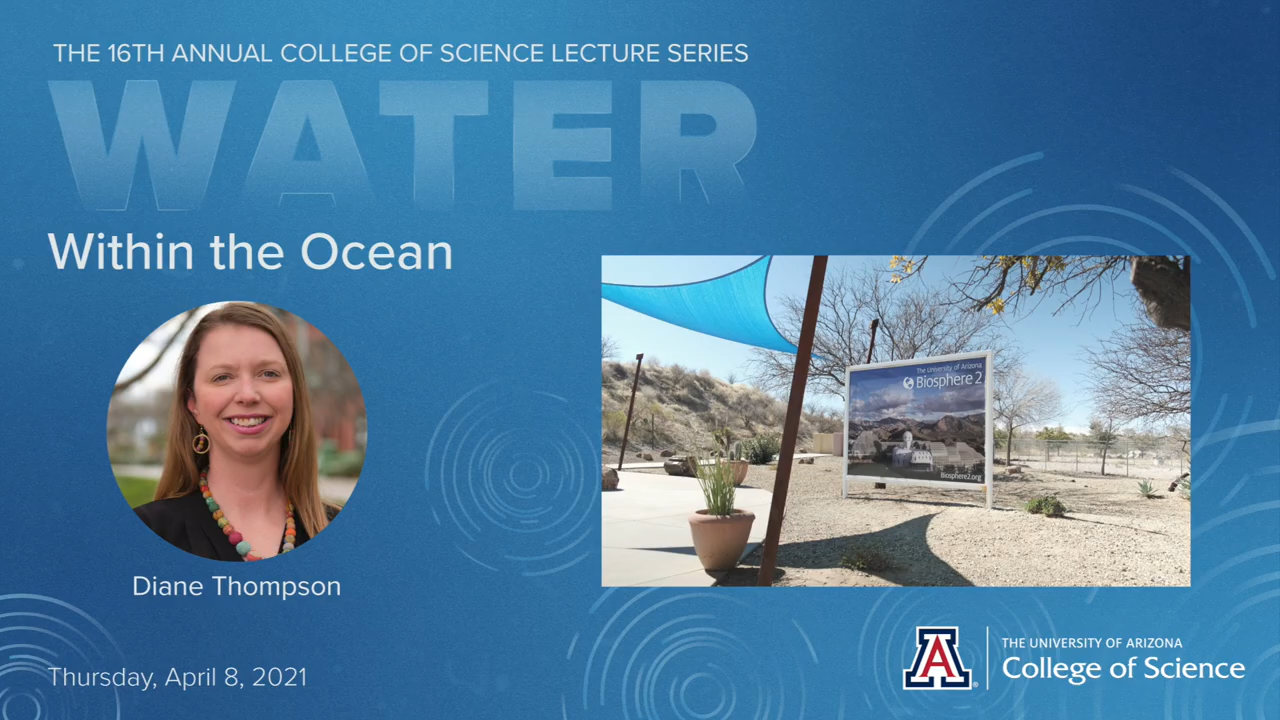 THE 16TH ANNUAL COLLEGE OF SCIENCE LECTURE SERIES
WATER
Within the Ocean
The University of Arizona
Biosphere 2
Biosphere2.org
Diane Thompson
Thursday, April 8, 2021
A
®
THE UNIVERSITY OF ARIZONA
College of Science